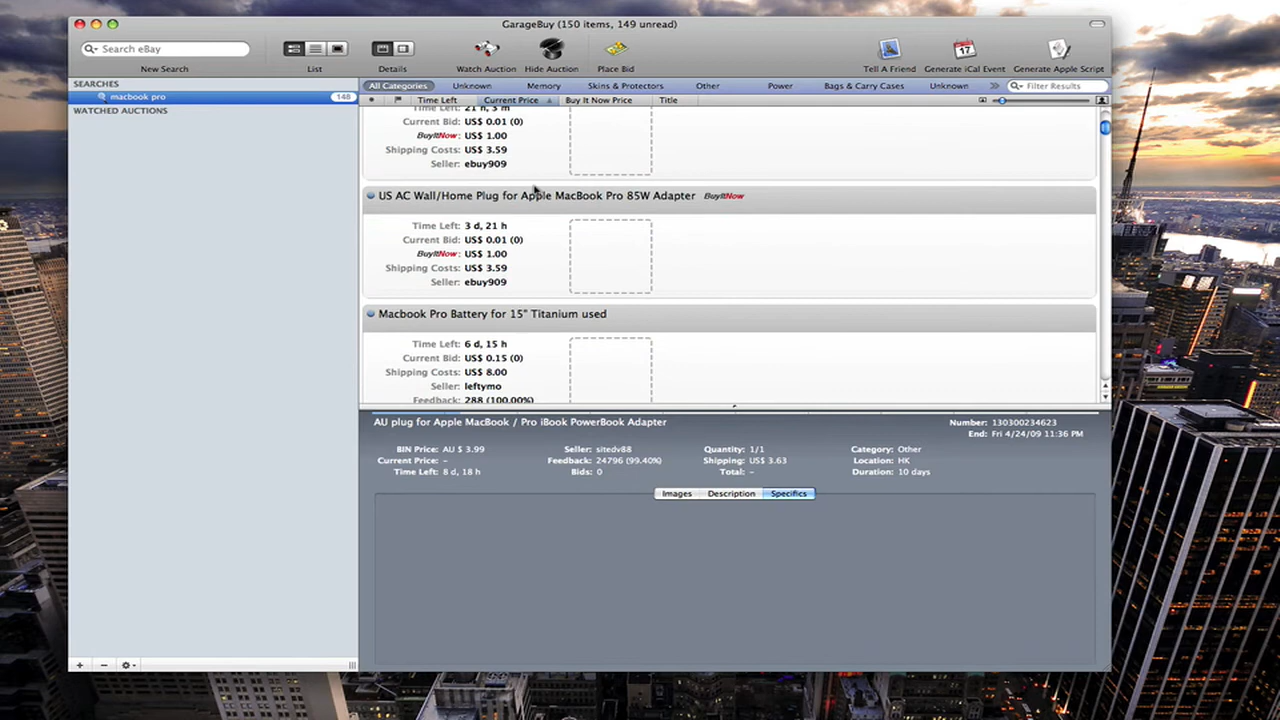 GarageBuy (150 items, 149 unread)
Search eBay
New Search
List
Details
Watch Auction
Hide Auction
Place Bid
Tell A Friend
Generate iCal Event
17
Generate Apple Script
SEARCHES
macbook pro
148
WATCHED AUCTIONS
All Categories
Unknown
Memory
Skins & Protectors
Other
Power
Bags & Carry Cases
Unknown
Filter Results
Time Left
Current Price
Buy It Now Price
Title
Time Left: 21 h, 3 m
Current Bid: US$ 0.01 (0)
BuyItNow: US$ 1.00
Shipping Costs: US$ 3.59
Seller: ebuy909
US AC Wall/Home Plug for Apple MacBook Pro 85W Adapter BuyItNow
Time Left: 3 d, 21 h
Current Bid: US$ 0.01 (0)
BuyItNow: US$ 1.00
Shipping Costs: US$ 3.59
Seller: ebuy909
Macbook Pro Battery for 15" Titanium used
Time Left: 6 d, 15 h
Current Bid: US$ 0.15 (0)
Shipping Costs: US$ 8.00
Seller: leftymo
Feedback: 288 (100.00%)
AU plug for Apple MacBook / Pro iBook PowerBook Adapter
Number: 130300234623
End: Fri 4/24/09 11:36 PM
BIN Price: AU $ 3.99
Current Price: –
Time Left: 8 d, 18 h
Seller: sitedv88
Feedback: 24796 (99.40%)
Bids: 0
Quantity: 1/1
Shipping: US$ 3.63
Total: –
Category: Other
Location: HK
Duration: 10 days
Images
Description
Specifics